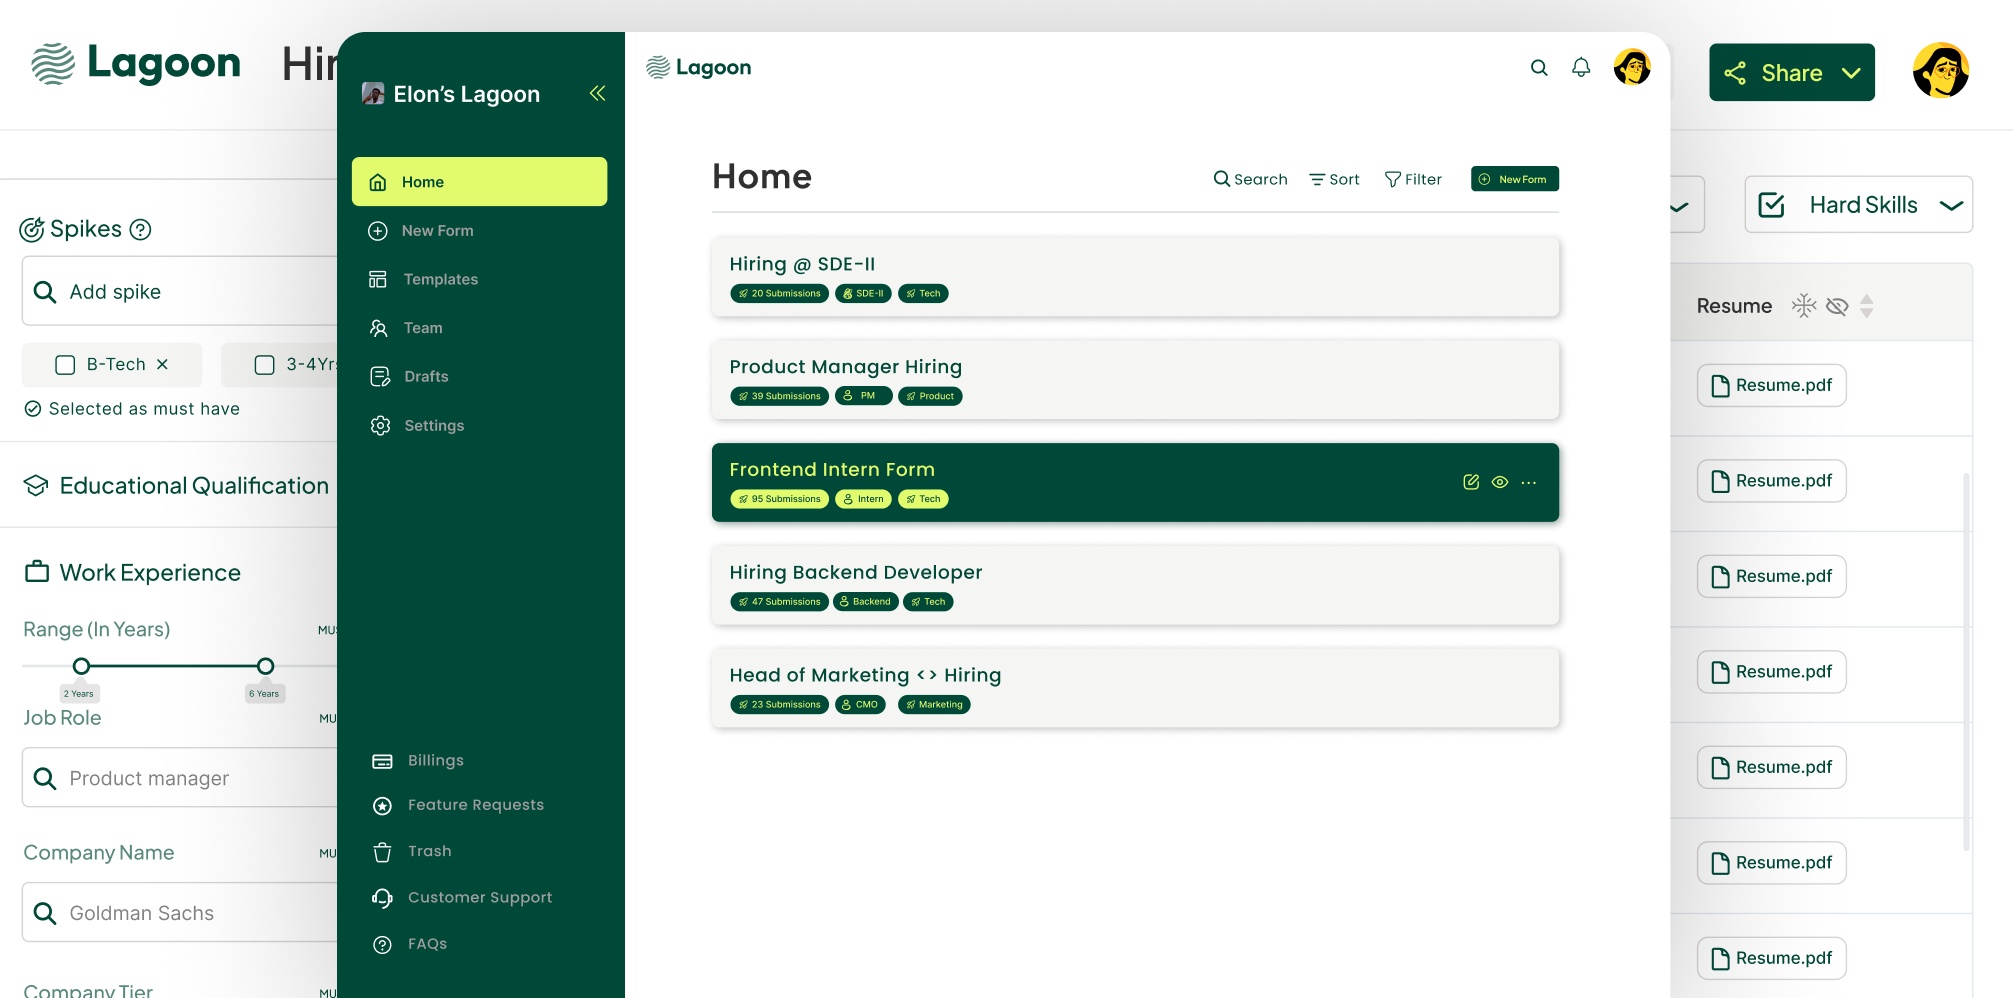 Lagoon
Hir
Share
Spikes
Add spike
B-Tech
3-4Yrs
Selected as must have
Educational Qualification
Work Experience
Range (In Years)
MUS
2 Years
6 Years
Job Role
MU
Product manager
Company Name
MU
Goldman Sachs
Company Tier
MU
Elon's Lagoon
Home
New Form
Templates
Team
Drafts
Settings
Billings
Feature Requests
Trash
Customer Support
FAQs
Lagoon
Home
Search
Sort
Filter
New Form
Hiring @ SDE-II
20 Submissions
SDE-II
Tech
Product Manager Hiring
39 Submissions
PM
Product
Frontend Intern Form
95 Submissions
Intern
Tech
Hiring Backend Developer
47 Submissions
Backend
Tech
Head of Marketing <> Hiring
23 Submissions
CMO
Marketing
Hard Skills
Resume
Resume.pdf
Resume.pdf
Resume.pdf
Resume.pdf
Resume.pdf
Resume.pdf
Resume.pdf